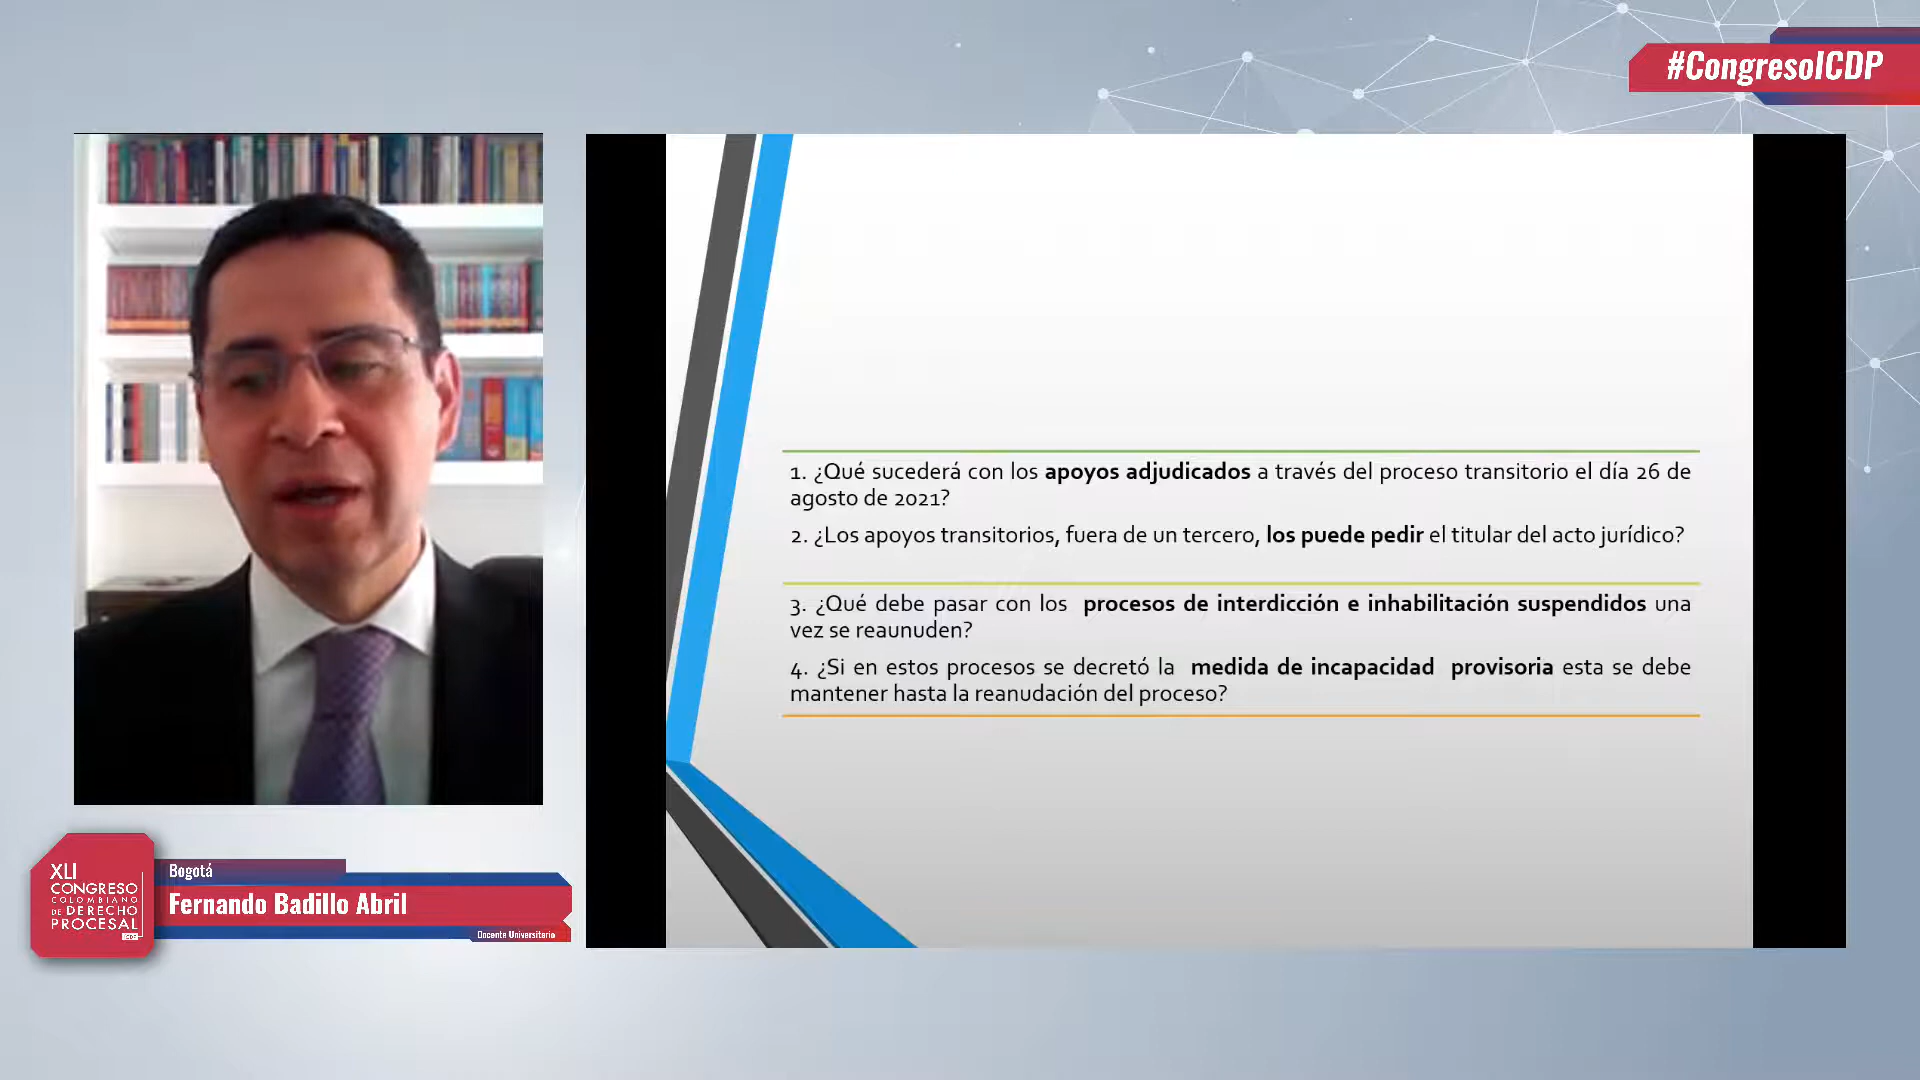 #CongresoICDP
1. ¿Qué sucederá con los apoyos adjudicados a través del proceso transitorio el día 26 de
agosto de 2021?
2. ¿Los apoyos transitorios, fuera de un tercero, los puede pedir el titular del acto jurídico?
3. ¿Qué debe pasar con los procesos de interdicción e inhabilitación suspendidos una
vez se reaunuden?
4. ¿Si en estos procesos se decretó la medida de incapacidad provisoria esta se debe
mantener hasta la reanudación del proceso?
XLI
CONGRESO
COLOMBIANO
DE DERECHO
PROCESAL
Bogotá
Fernando Badillo Abril
Docente Universitario